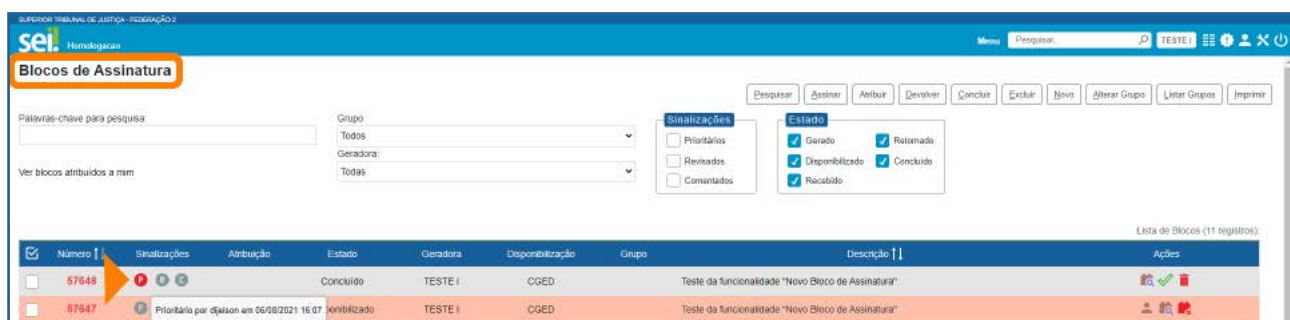 SUPERIOR TRIBUNAL DE JUSTIÇA - FEDERAÇÃO 2
sei. Homologacao Menu Pesquisar... TESTE I
Blocos de Assinatura
Pesquisar Assinar Atribuir Devolver Concluir Excluir Novo Alterar Grupo Listar Grupos Imprimir
Palavras-chave para pesquisa: Grupo Sinalizações Estado
Todos Prioritários Gerado Retornado
Geradora: Revisados Disponibilizado Concluído
Ver blocos atribuídos a mim Todas Comentados Recebido
Lista de Blocos (11 registros):
Número Sinalizações Atribuição Estado Geradora Disponibilização Grupo Descrição Ações
57648 P R C Concluído TESTE I CGED Teste da funcionalidade "Novo Bloco de Assinatura"
57647 P Prioritário por dijeison em 06/08/2021 16:07 ponibilizado TESTE I CGED Teste da funcionalidade "Novo Bloco de Assinatura"